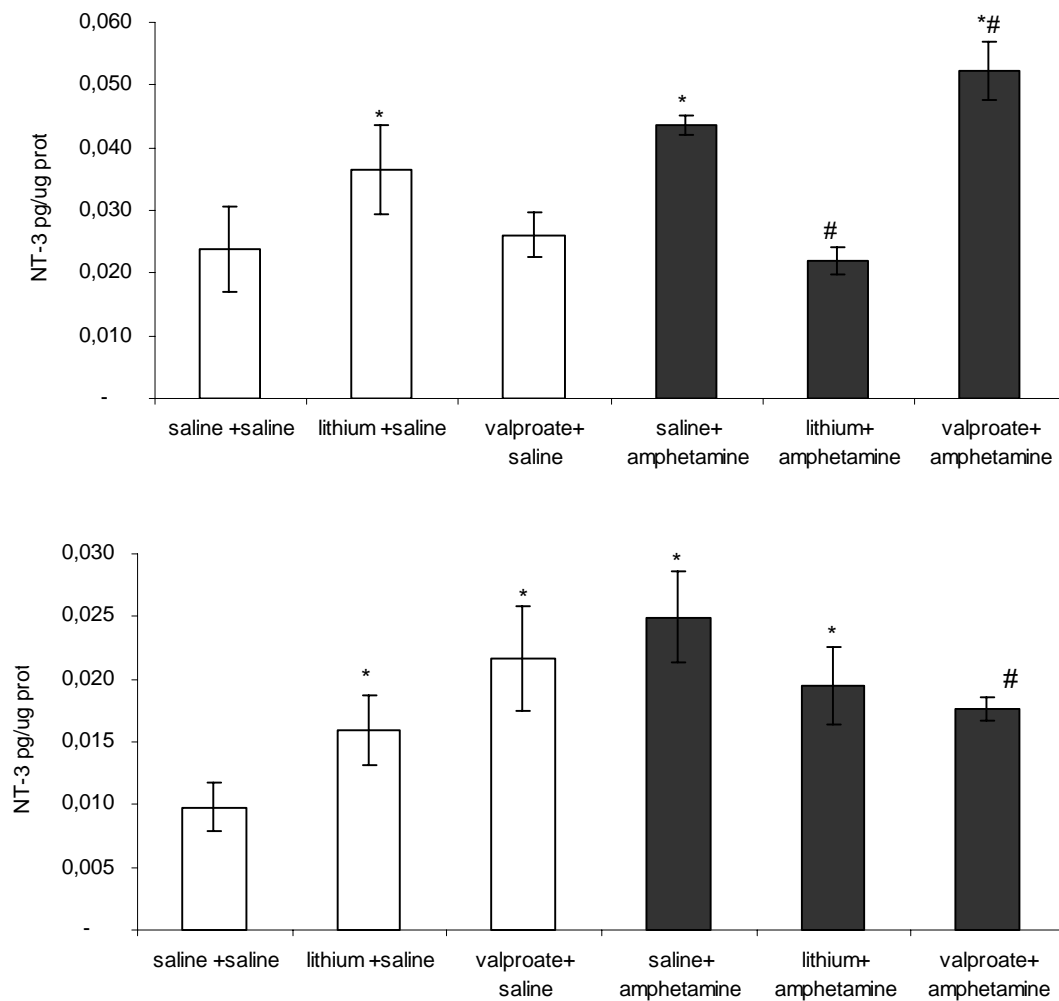 0,060
*#
0,050
*
*
0,040
0,030
#
0,020
0,010
-
NT-3 pg/ug prot
saline +saline
lithium +saline
valproate+
saline
saline+
amphetamine
lithium+
amphetamine
valproate+
amphetamine
0,030
*
0,025
*
*
0,020
*
#
0,015
0,010
0,005
-
NT-3 pg/ug prot
saline +saline
lithium +saline
valproate+
saline
saline+
amphetamine
lithium+
amphetamine
valproate+
amphetamine